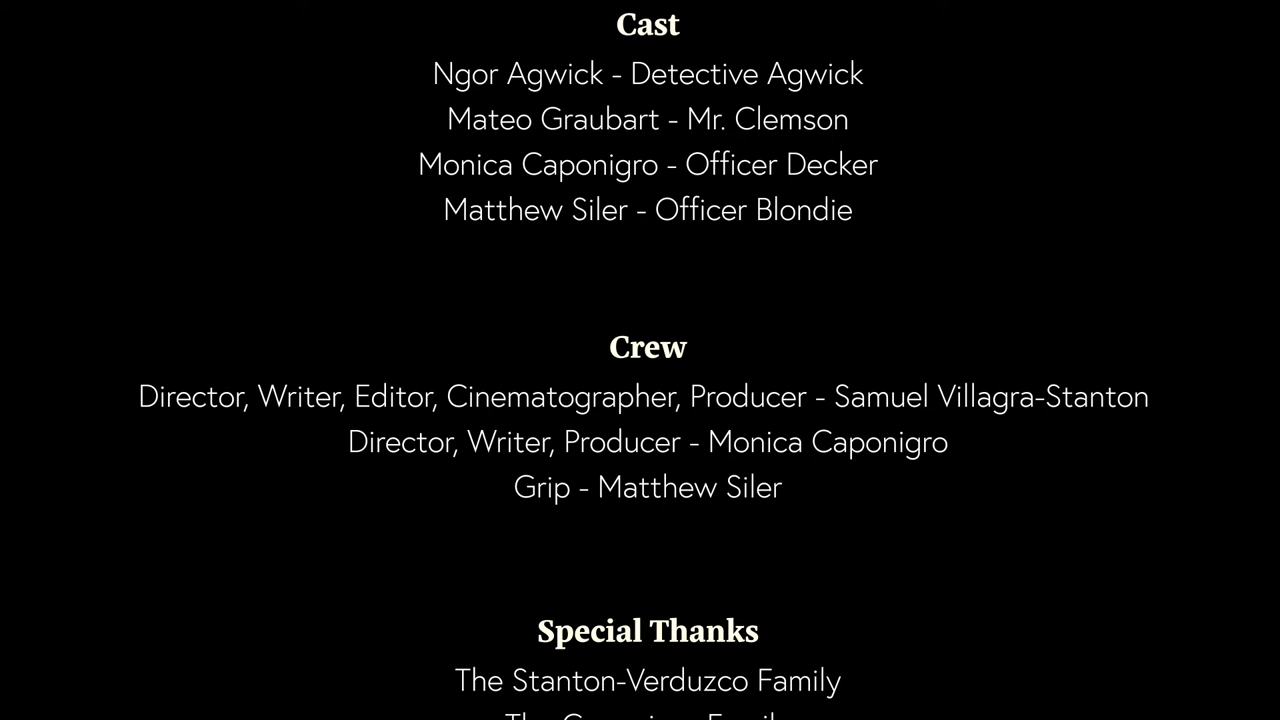 Cast
Ngor Agwick - Detective Agwick
Mateo Graubart - Mr. Clemson
Monica Caponigro - Officer Decker
Matthew Siler - Officer Blondie
Crew
Director, Writer, Editor, Cinematographer, Producer - Samuel Villagra-Stanton
Director, Writer, Producer - Monica Caponigro
Grip - Matthew Siler
Special Thanks
The Stanton-Verduzco Family
The